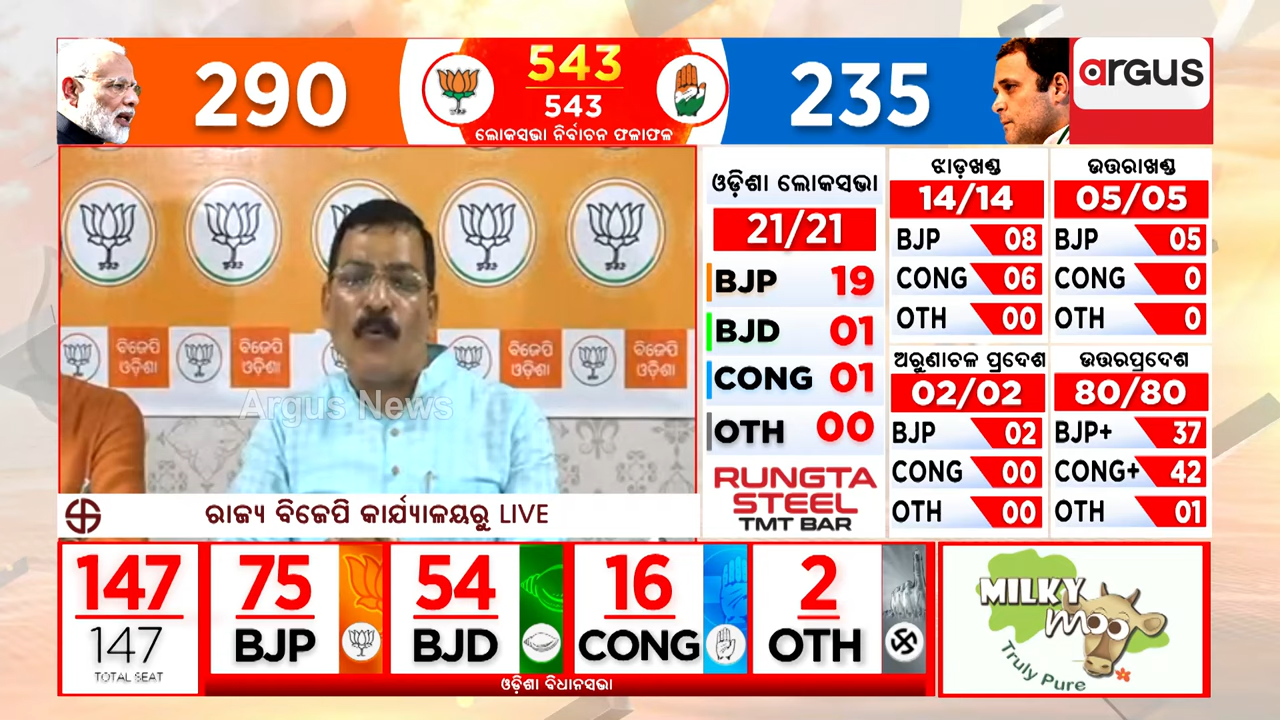 290
543
543
ଲୋକସଭା ନିର୍ବାଚନ ଫଳାଫଳ
235
argus
ବିଜେପି ଓଡ଼ିଶା
ବିଜେପି ଓଡ଼ିଶା
ବିଜେପି ଓଡ଼ିଶା
ବିଜେପି ଓଡ଼ିଶା
Argus News
ରାଜ୍ୟ ବିଜେପି କାର୍ଯ୍ୟାଳୟରୁ LIVE
ଓଡ଼ିଶା ଲୋକସଭା
21/21
BJP 19
BJD 01
CONG 01
OTH 00
RUNGTA
STEEL
TMT BAR
ଝାଡ଼ଖଣ୍ଡ
14/14
BJP 08
CONG 06
OTH 00
ଉତ୍ତରାଖଣ୍ଡ
05/05
BJP 05
CONG 0
OTH 0
ଅରୁଣାଚଳ ପ୍ରଦେଶ
02/02
BJP 02
CONG 00
OTH 00
ଉତ୍ତରପ୍ରଦେଶ
80/80
BJP+ 37
CONG+ 42
OTH 01
147
147
TOTAL SEAT
75
BJP
54
BJD
16
CONG
2
OTH
ଓଡ଼ିଶା ବିଧାନସଭା
MILKY
moo
Truly Pure